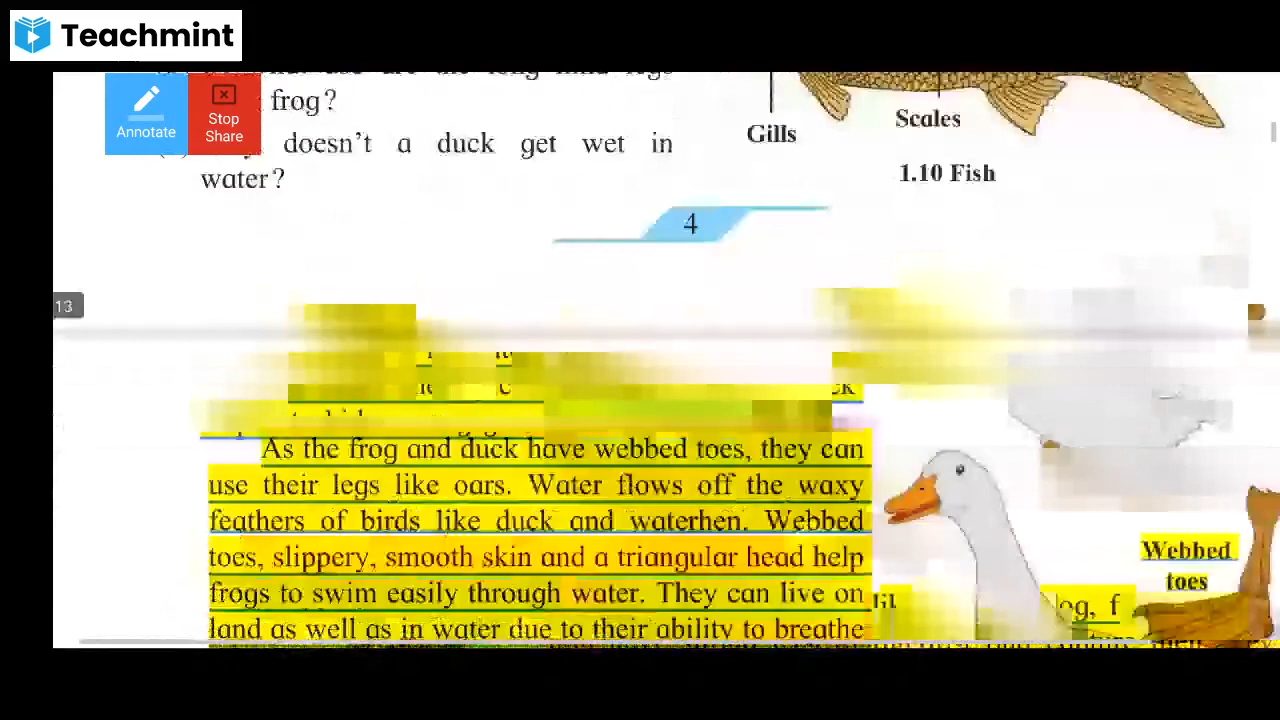 Teachmint
Annotate
Stop
Share
frog?
doesn't a duck get wet in
water?
Gills
Scales
1.10 Fish
4
13
As the frog and duck have webbed toes, they can
use their legs like oars. Water flows off the waxy
feathers of birds like duck and waterhen. Webbed
toes, slippery, smooth skin and a triangular head help
frogs to swim easily through water. They can live on
land as well as in water due to their ability to breathe
Webbed
toes